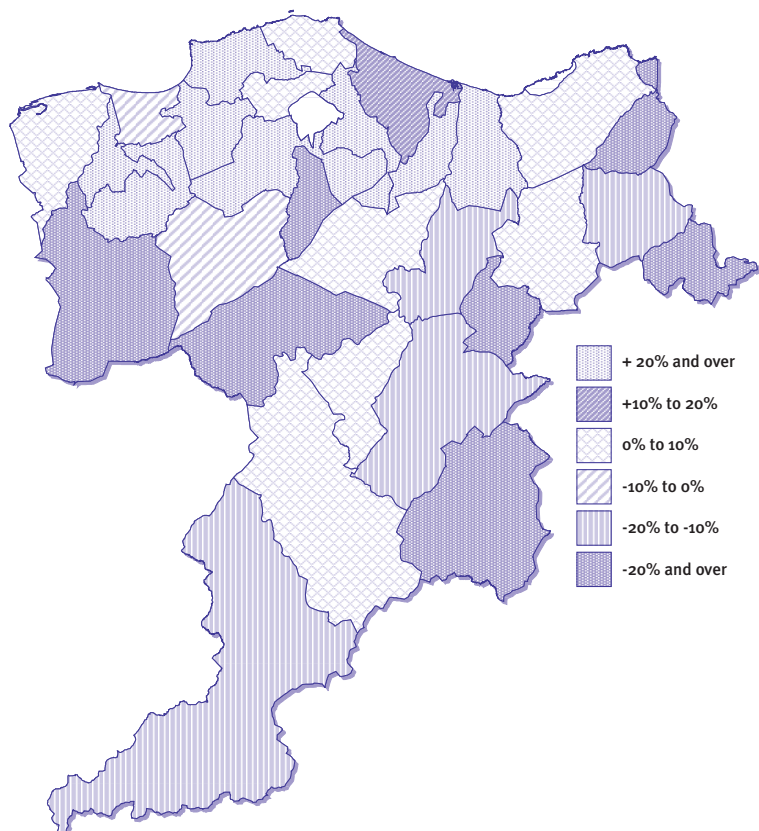 + 20% and over
+10% to 20%
0% to 10%
-10% to 0%
-20% to -10%
-20% and over